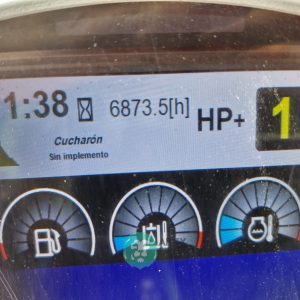 1:38 6873.5[h] HP+ 1
Cucharón
Sin implemento